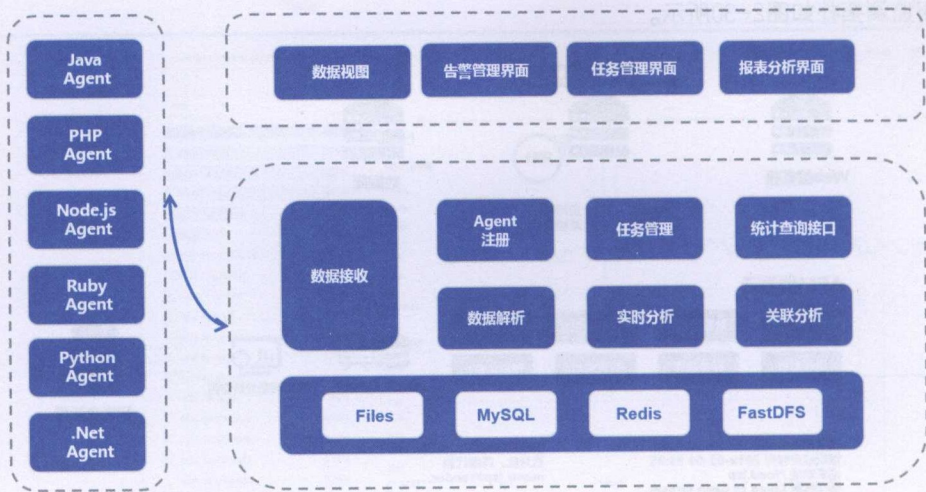 Java
Agent
PHP
Agent
Node.js
Agent
Ruby
Agent
Python
Agent
.Net
Agent
数据视图
告警管理界面
任务管理界面
报表分析界面
数据接收
Agent
注册
任务管理
统计查询接口
数据解析
实时分析
关联分析
Files
MySQL
Redis
FastDFS